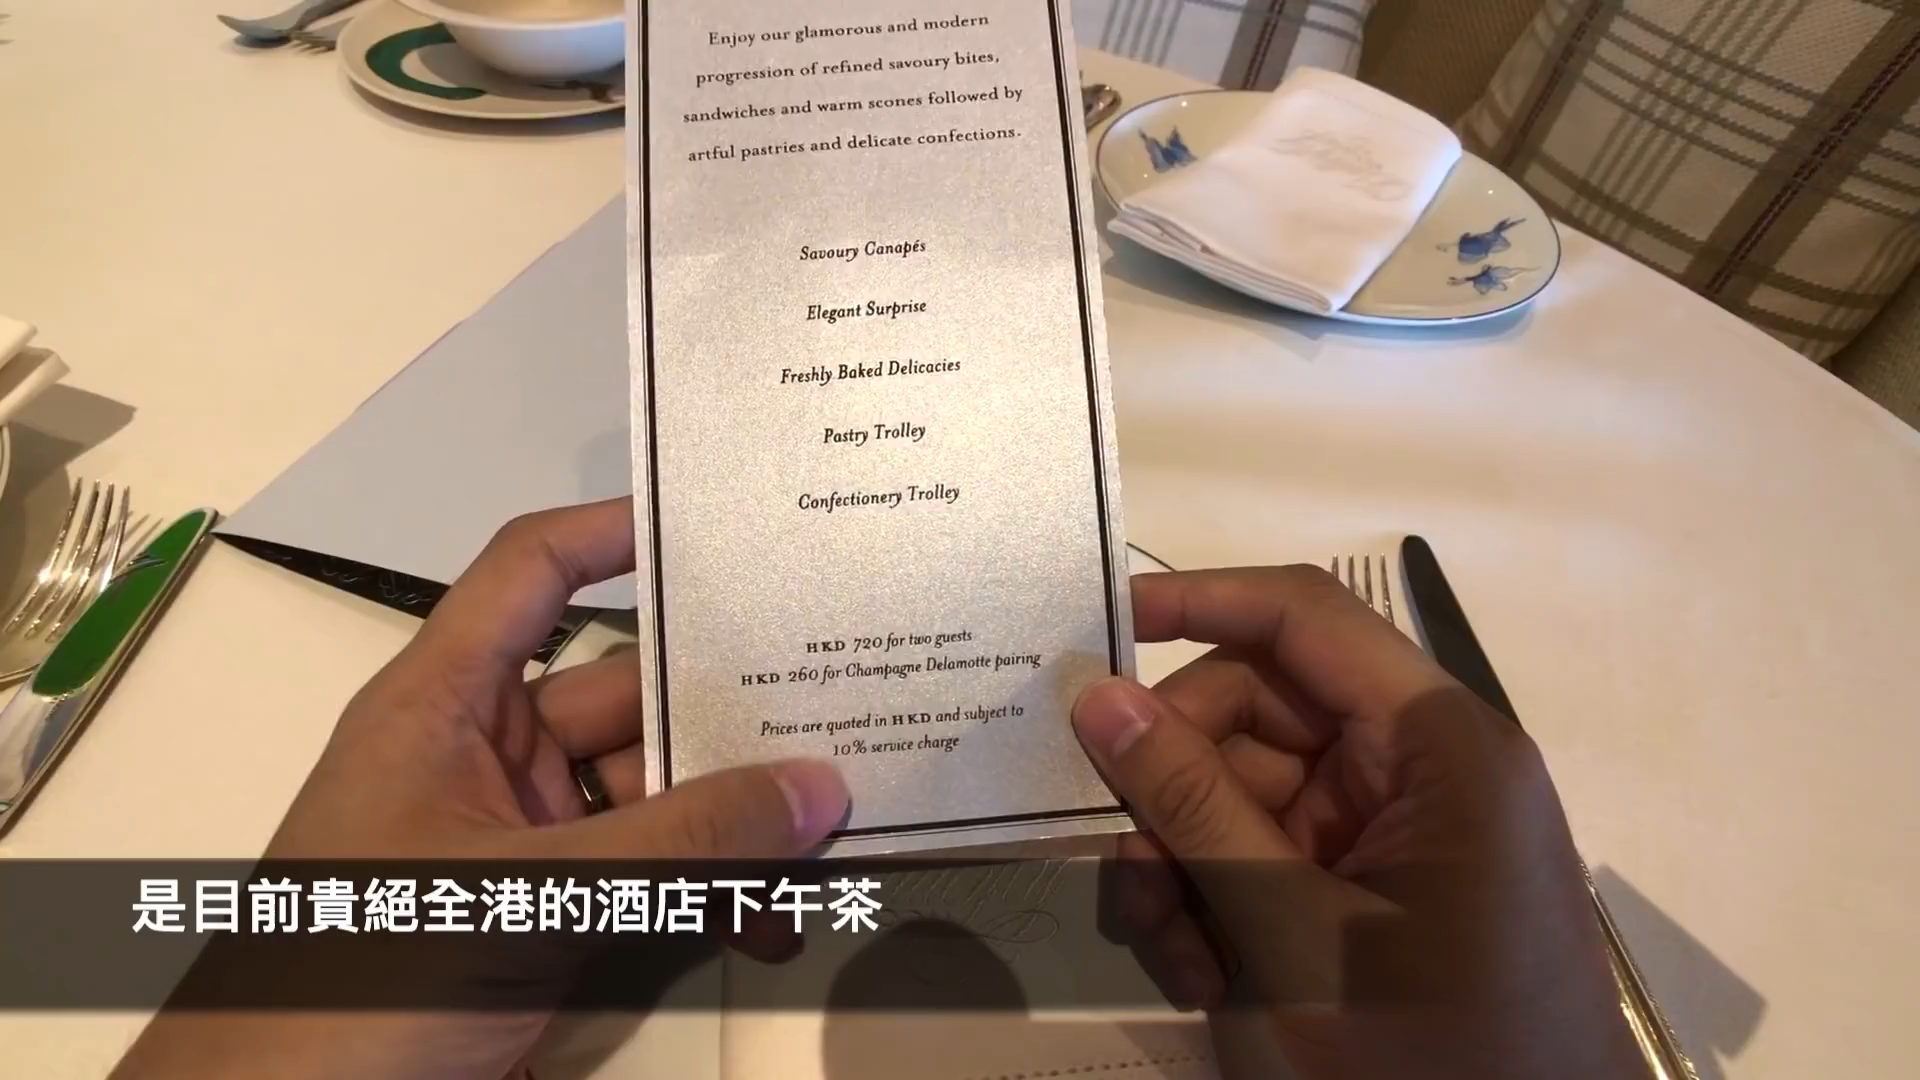 Enjoy our glamorous and modern
progression of refined savoury bites,
sandwiches and warm scones followed by
artful pastries and delicate confections.
Savoury Canapés
Elegant Surprise
Freshly Baked Delicacies
Pastry Trolley
Confectionery Trolley
HKD 720 for two guests
HKD 260 for Champagne Delamotte pairing
Prices are quoted in HKD and subject to
10% service charge
是目前貴絕全港的酒店下午茶